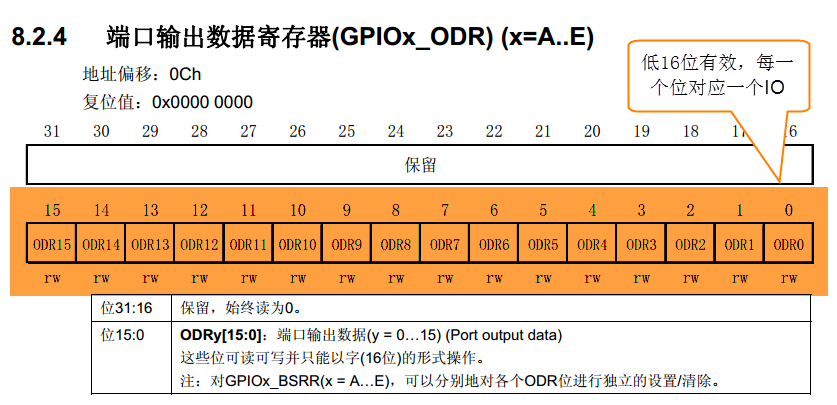 8.2.4 端口输出数据寄存器(GPIOx_ODR) (x=A..E)
低16位有效，每一
个位对应一个IO
地址偏移：0Ch
复位值：0x0000 0000
31 30 29 28 27 26 25 24 23 22 21 20 19 18 17 6
保留
15 14 13 12 11 10 9 8 7 6 5 4 3 2 1 0
ODR15 ODR14 ODR13 ODR12 ODR11 ODR10 ODR9 ODR8 ODR7 ODR6 ODR5 ODR4 ODR3 ODR2 ODR1 ODR0
rw rw rw rw rw rw rw rw rw rw rw rw rw rw rw rw
位31:16 保留，始终读为0。
位15:0 ODRy[15:0]：端口输出数据(y = 0…15) (Port output data)
这些位可读可写并只能以字(16位)的形式操作。
注：对GPIOx_BSRR(x = A…E)，可以分别地对各个ODR位进行独立的设置/清除。